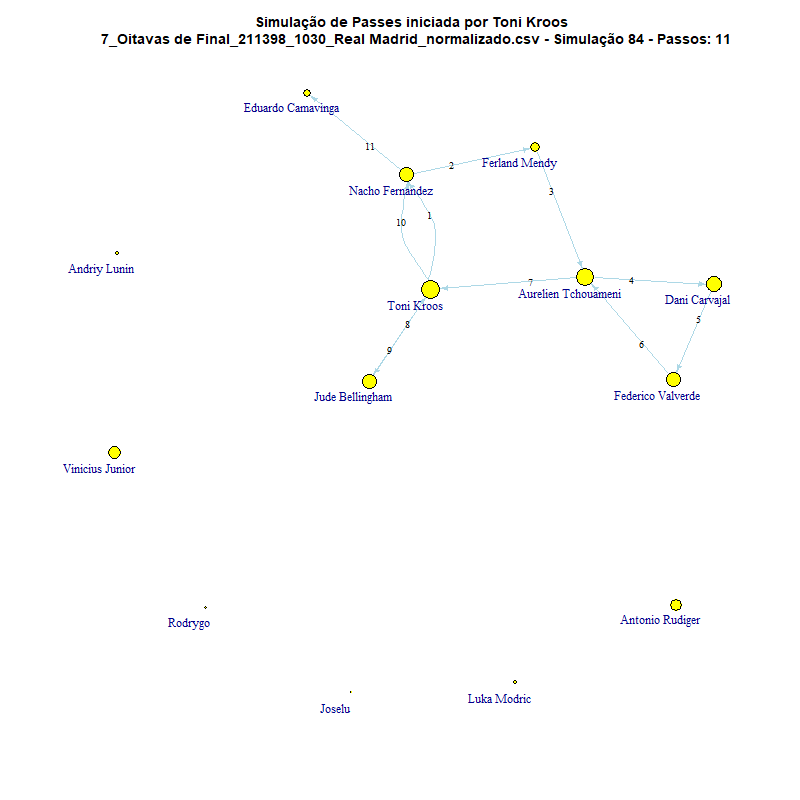 Simulação de Passes iniciada por Toni Kroos
7_Oitavas de Final_211398_1030_Real Madrid_normalizado.csv - Simulação 84 - Passos: 11
Eduardo Camavinga
11
2
Ferland Mendy
Nacho Fernandez
3
1
10
Andriy Lunin
7
4
Aurelien Tchouameni
Dani Carvajal
Toni Kroos
5
8
6
9
Jude Bellingham
Federico Valverde
Vinicius Junior
Rodrygo
Antonio Rudiger
Luka Modric
Joselu